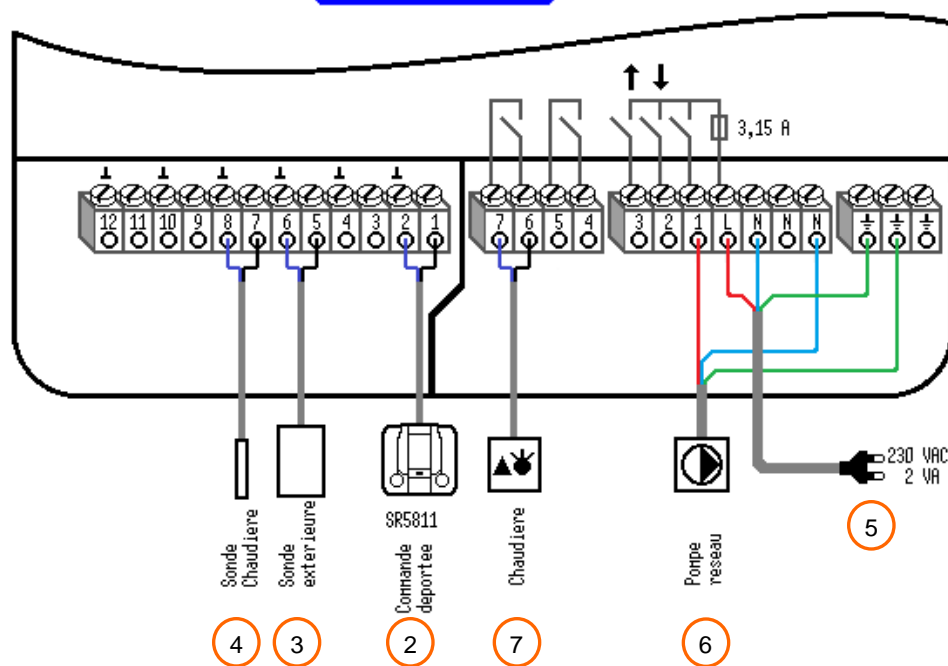 3,15 A
12 11 10 9 8 7 6 5 4 3 2 1
7 6 5 4
3 2 1 L N N N
230 VAC
2 VA
SR5811
Sonde
Chaudiere
Sonde
exterieure
Commande
deportee
Chaudiere
Pompe
reseau
5
4
3
2
7
6